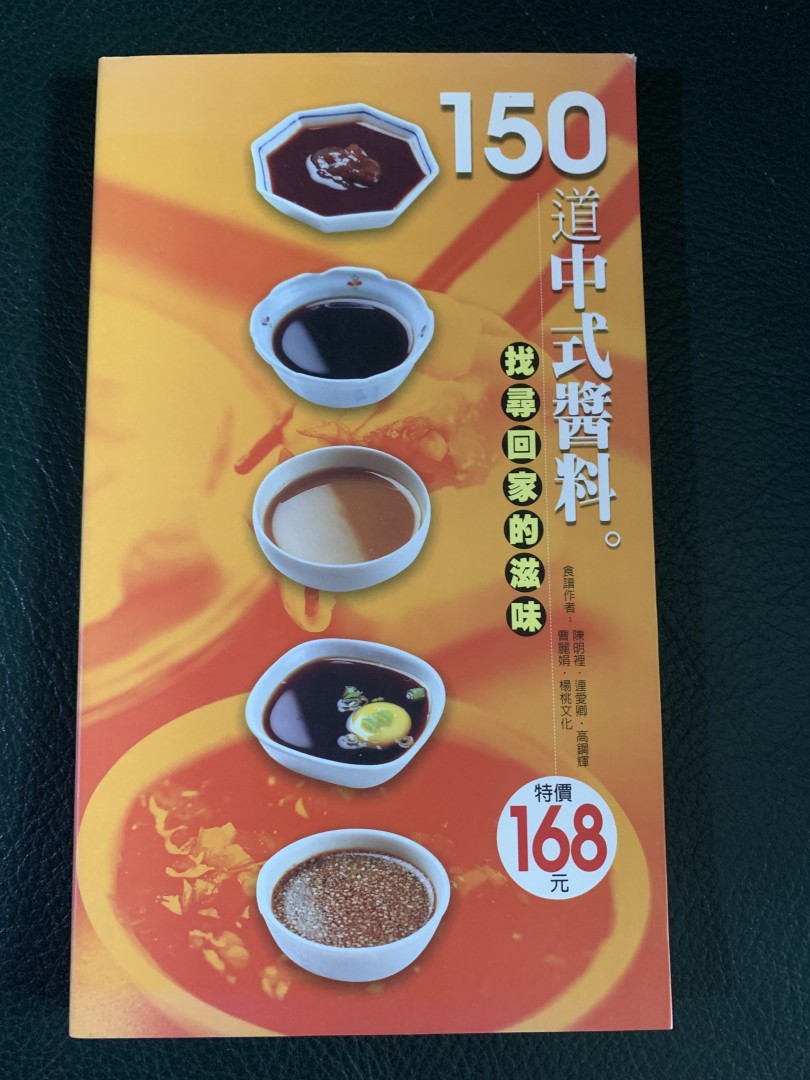 150
道中式醬料。
找尋回家的滋味
食譜作者：陳明裡．連愛卿．高鋼輝
曹麗娟．楊桃文化
特價
168
元